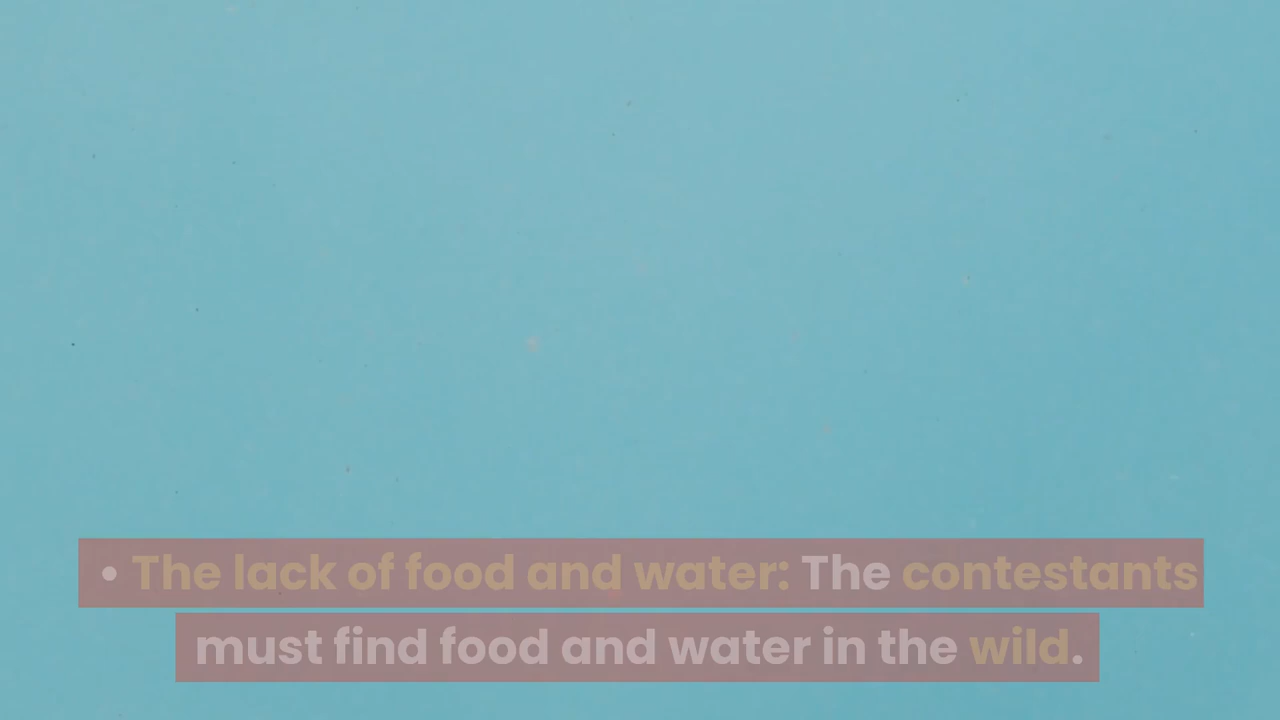 • The lack of food and water: The contestants
must find food and water in the wild.